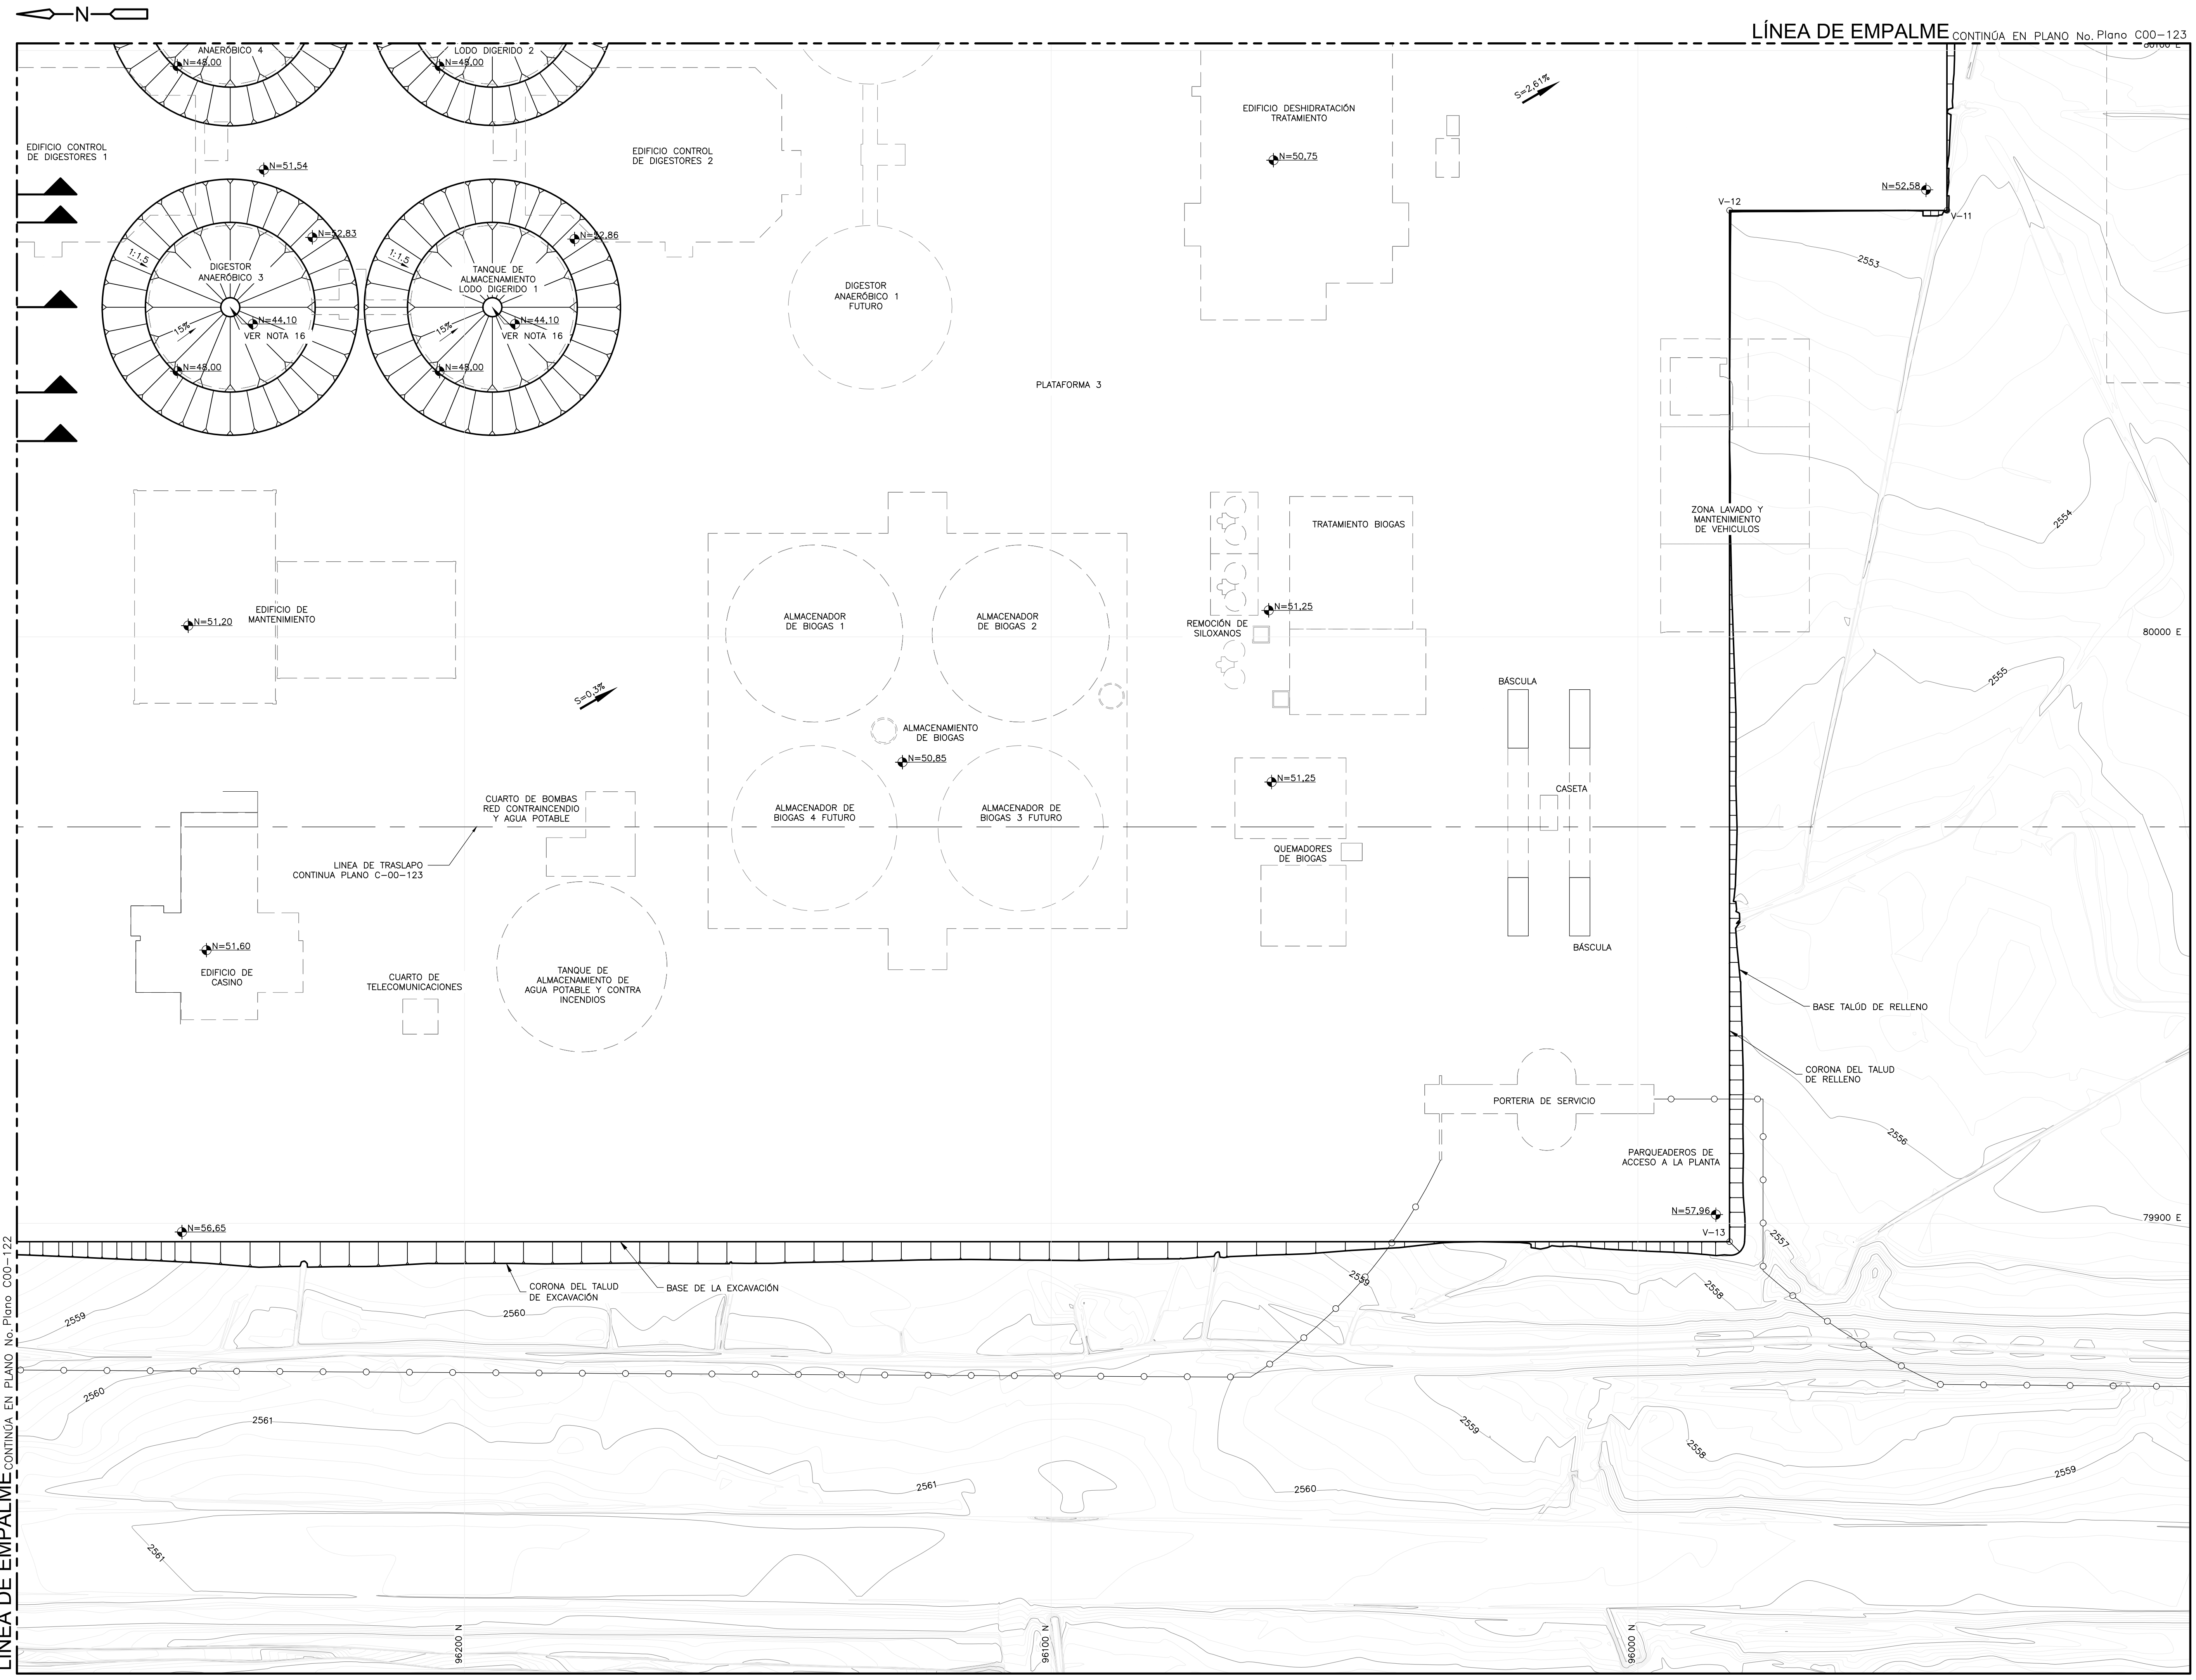 N
LÍNEA DE EMPALME CONTINÚA EN PLANO No. Plano C00-123
ANAERÓBICO 4
N=48,00
LODO DIGERIDO 2
N=48,00
80100 E
S=2,61%
EDIFICIO DESHIDRATACIÓN
TRATAMIENTO
N=50,75
EDIFICIO CONTROL
DE DIGESTORES 1
N=51,54
EDIFICIO CONTROL
DE DIGESTORES 2
N=52,58
V-11
V-12
N=52,83
N=52,86
1:1.5
DIGESTOR
ANAERÓBICO 3
N=44,10
15%
VER NOTA 16
N=48,00
1:1.5
TANQUE DE
ALMACENAMIENTO
LODO DIGERIDO 1
N=44,10
15%
VER NOTA 16
N=48,00
DIGESTOR
ANAERÓBICO 1
FUTURO
2553
PLATAFORMA 3
ZONA LAVADO Y
MANTENIMIENTO
DE VEHICULOS
2554
TRATAMIENTO BIOGAS
EDIFICIO DE
MANTENIMIENTO
N=51,20
ALMACENADOR
DE BIOGAS 1
ALMACENADOR
DE BIOGAS 2
N=51,25
REMOCIÓN DE
SILOXANOS
80000 E
2555
S=0,3%
BÁSCULA
ALMACENAMIENTO
DE BIOGAS
N=50,85
N=51,25
CASETA
CUARTO DE BOMBAS
RED CONTRAINCENDIO
Y AGUA POTABLE
ALMACENADOR DE
BIOGAS 4 FUTURO
ALMACENADOR DE
BIOGAS 3 FUTURO
QUEMADORES
DE BIOGAS
LINEA DE TRASLAPO
CONTINUA PLANO C-00-123
N=51,60
EDIFICIO DE
CASINO
BÁSCULA
CUARTO DE
TELECOMUNICACIONES
TANQUE DE
ALMACENAMIENTO DE
AGUA POTABLE Y CONTRA
INCENDIOS
BASE TALÚD DE RELLENO
CORONA DEL TALUD
DE RELLENO
PORTERIA DE SERVICIO
2556
PARQUEADEROS DE
ACCESO A LA PLANTA
N=57,96
V-13
79900 E
N=56,65
2557
CORONA DEL TALUD
DE EXCAVACIÓN
BASE DE LA EXCAVACIÓN
2559
2558
2559
2560
2560
2561
2559
2558
2561
2560
2559
2561
96200 N
96100 N
96000 N
LÍNEA DE EMPALME CONTINÚA EN PLANO No. Plano C00-122